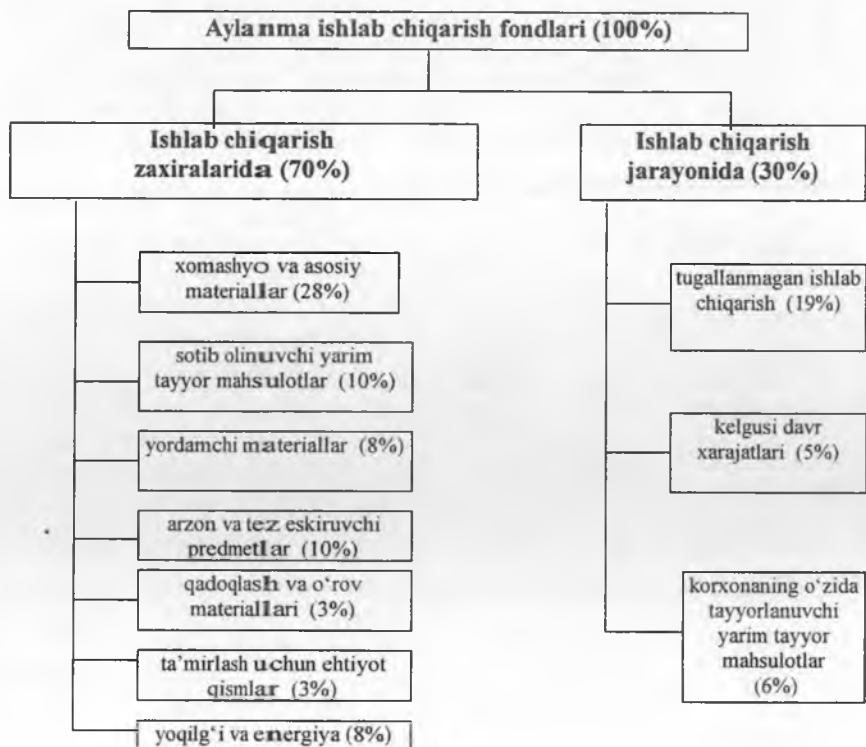 Aylanma ishlab chiqarish fondlari (100%)
Ishlab chiqarish
zaxiralarida (70%)
xomashyo va asosiy
materiallar (28%)
sotib olinuvchi yarim
tayyor mahsulotlar (10%)
yordamchi materiallar (8%)
arzon va tez eskiruvchi
predmetlar (10%)
qadoqlash va o‘rov
materiallari (3%)
ta’mirlash uchun ehtiyot
qismlar (3%)
yoqilg‘i va energiya (8%)
Ishlab chiqarish
jarayonida (30%)
tugallanmagan ishlab
chiqarish (19%)
kelgusi davr
xarajatlari (5%)
korxonaning o‘zida
tayyorlanuvchi
yarim tayyor
mahsulotlar
(6%)